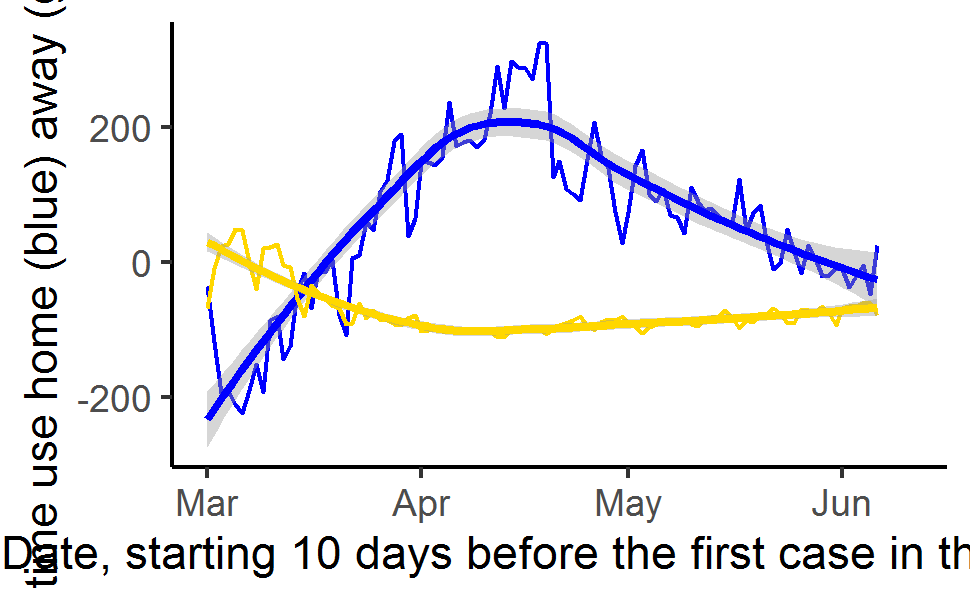 time use home (blue) away (
200
0
-200
Mar Apr May Jun
Date, starting 10 days before the first case in th